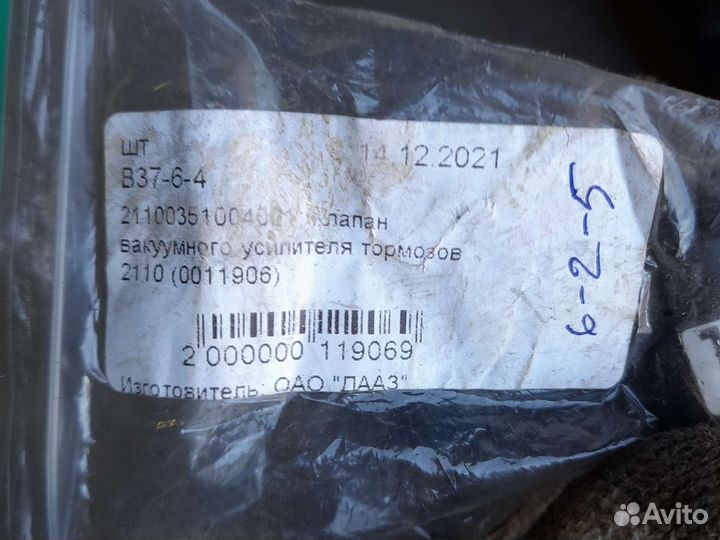 шт 14.12.2021
В37-6-4
21100351004001 Клапан
вакуумного усилителя тормозов
2110 (0011906)
6-2-5
2 000000 119069
Изготовитель: ОАО "ДААЗ"
Avito